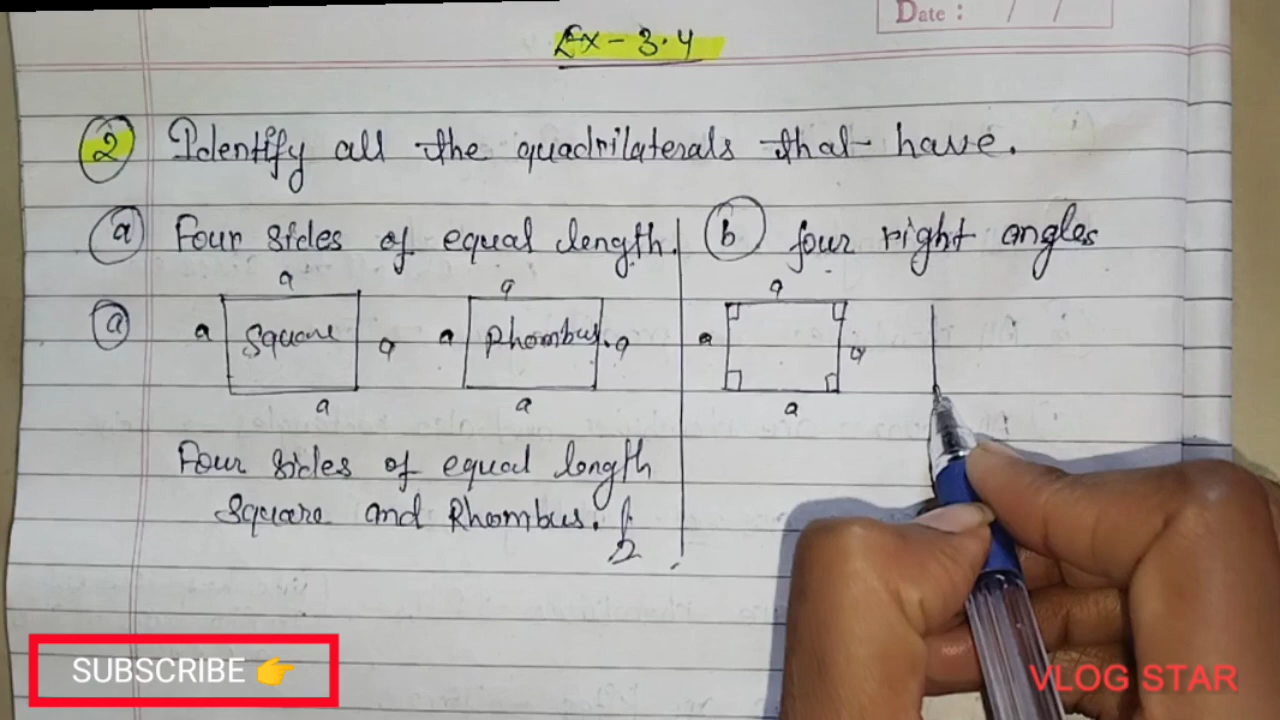 Date : / /
Ex - 3.4
2 Identify all the quadrilaterals that have.
a Four sides of equal length.
b four right angles
a
a Square a
a
a
a Rhombus. a
a
a
a a
a
Four sides of equal length
Square and Rhombus.
SUBSCRIBE 👉
VLOG STAR